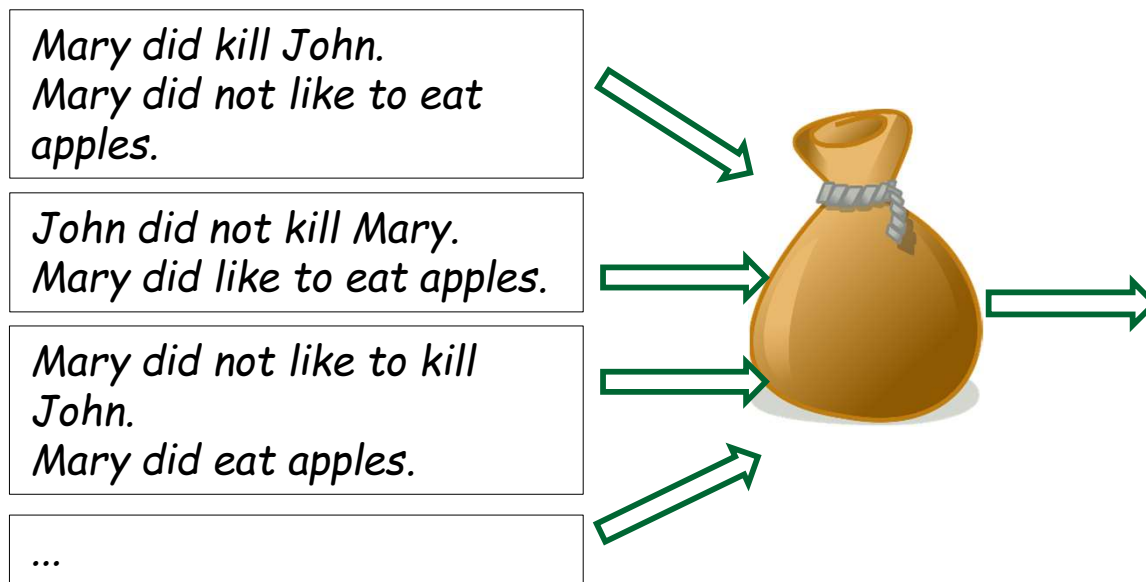 Mary did kill John.
Mary did not like to eat
apples.
John did not kill Mary.
Mary did like to eat apples.
Mary did not like to kill
John.
Mary did eat apples.
...